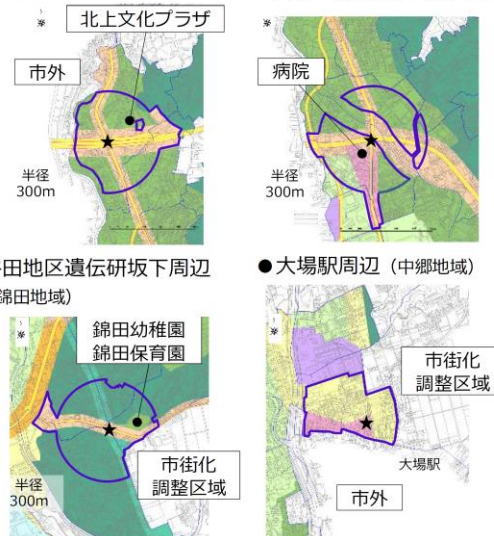 北上文化プラザ
市外
半径
300m
病院
半径
300m
田地区遺伝研坂下周辺
錦田地域）
●大場駅周辺（中郷地域）
錦田幼稚園
錦田保育園
市街化
調整区域
半径
300m
市街化
調整区域
大場駅
市外